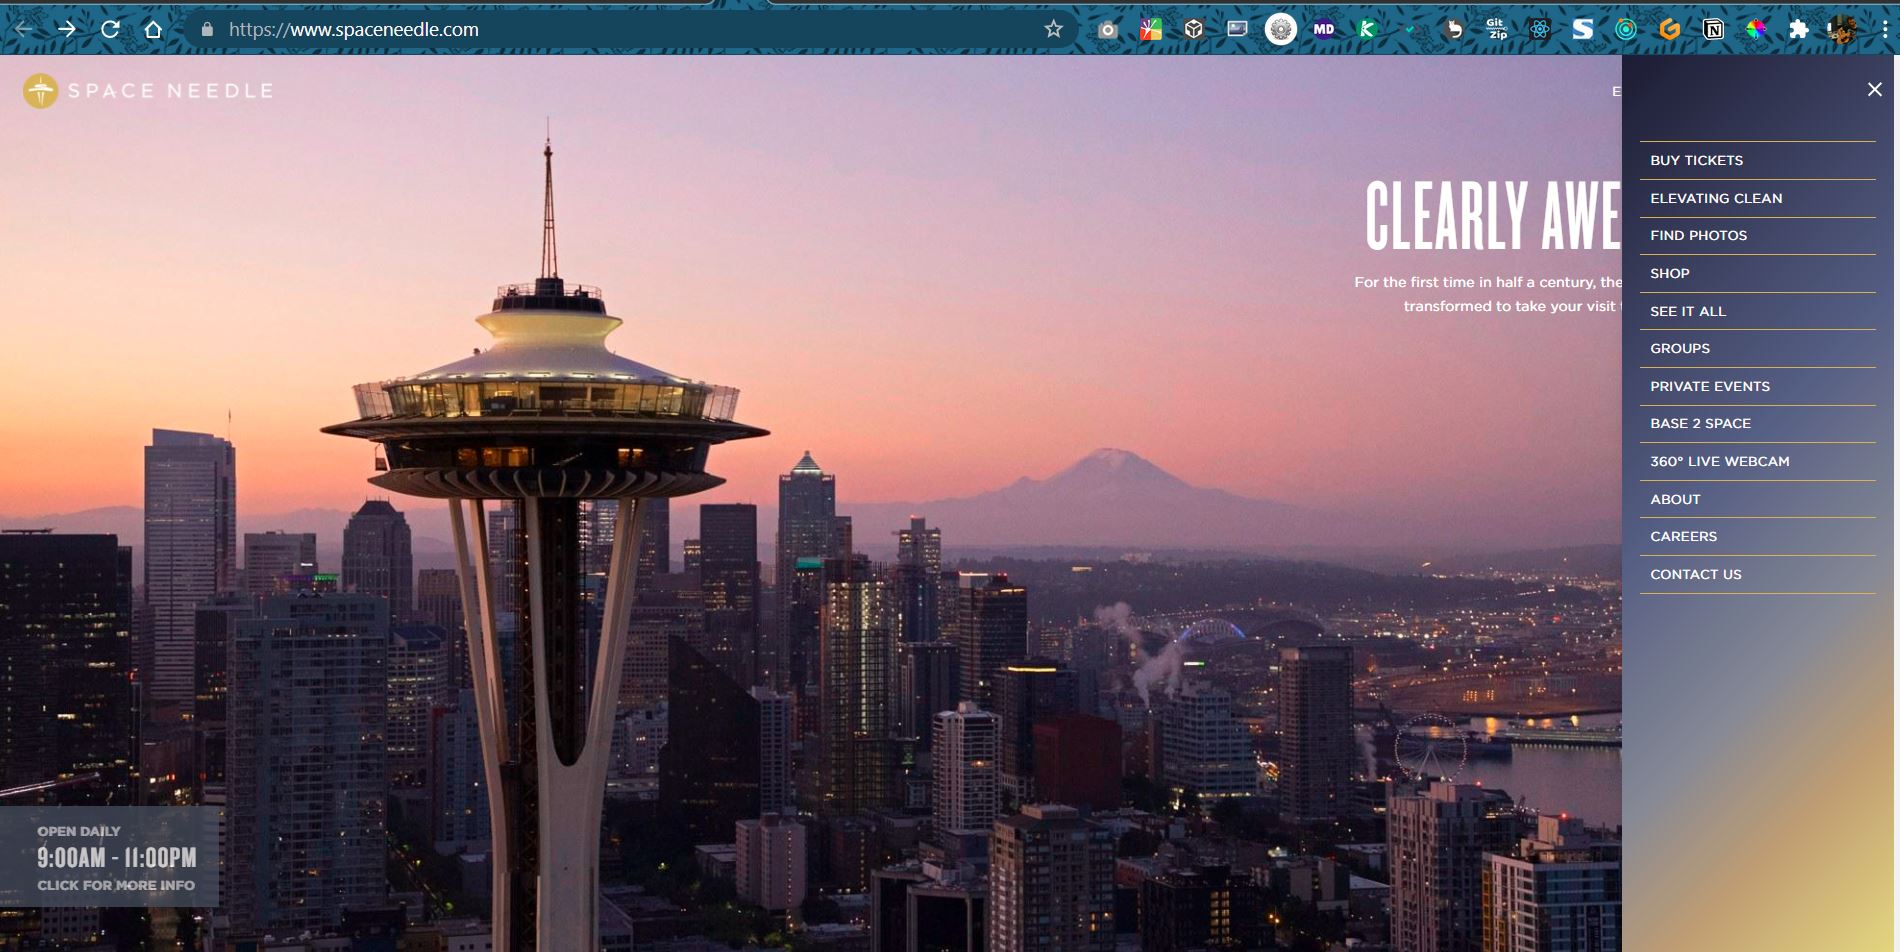 https://www.spaceneedle.com
MD
K
Git
Zip
S
N
SPACE NEEDLE
E
CLEARLY AWE
For the first time in half a century, the
transformed to take your visit
BUY TICKETS
ELEVATING CLEAN
FIND PHOTOS
SHOP
SEE IT ALL
GROUPS
PRIVATE EVENTS
BASE 2 SPACE
360° LIVE WEBCAM
ABOUT
CAREERS
CONTACT US
OPEN DAILY
9:00AM - 11:00PM
CLICK FOR MORE INFO